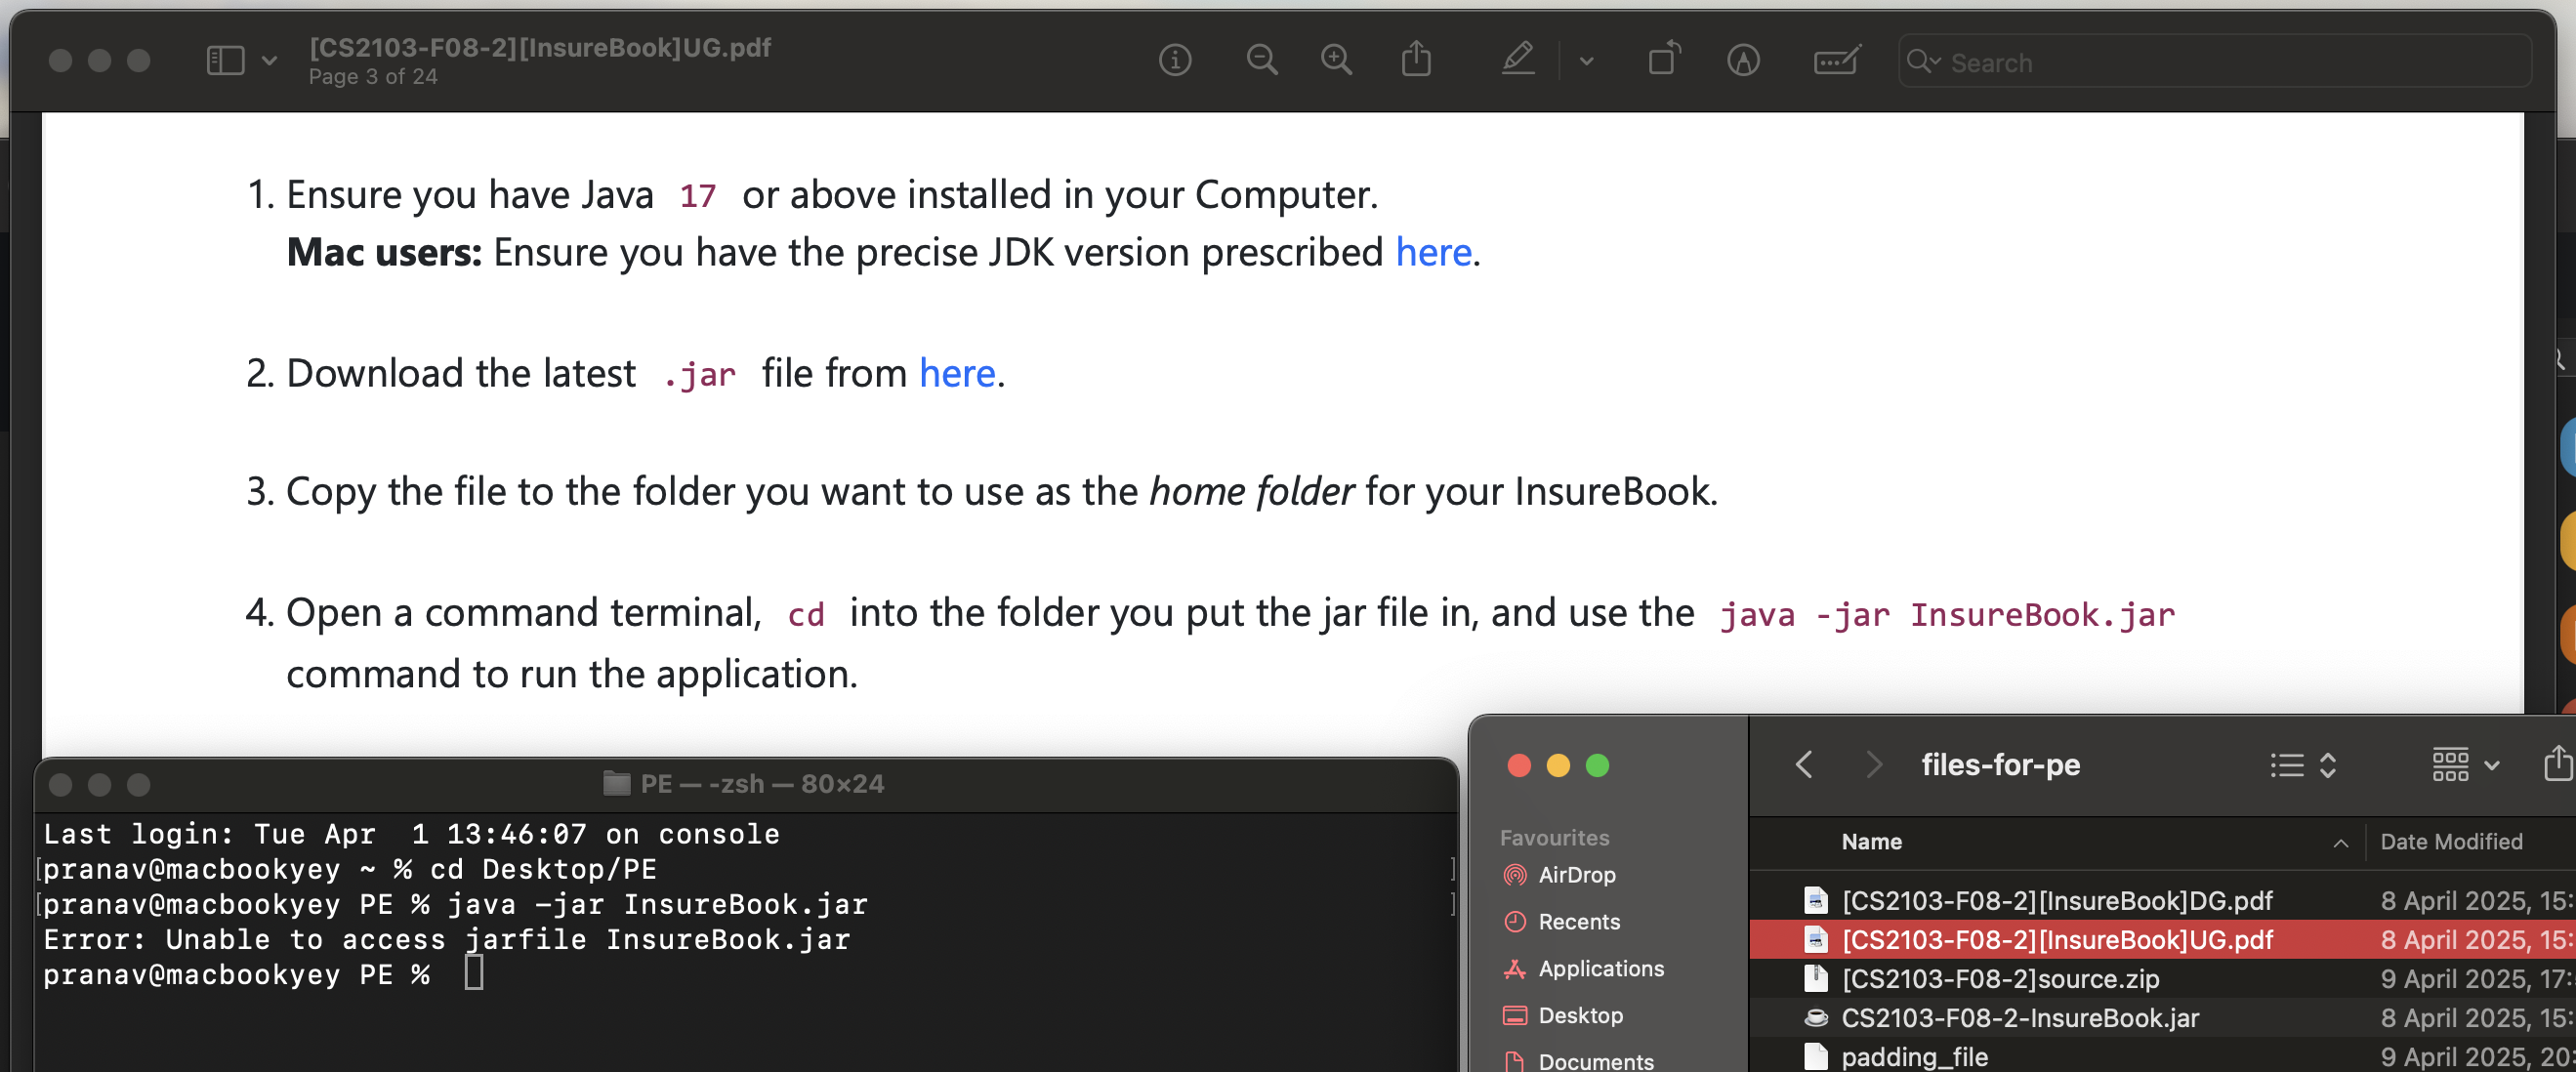 [CS2103-F08-2][InsureBook]UG.pdf
Page 3 of 24
Search
1. Ensure you have Java 17 or above installed in your Computer.
Mac users: Ensure you have the precise JDK version prescribed here.
2. Download the latest .jar file from here.
3. Copy the file to the folder you want to use as the home folder for your InsureBook.
4. Open a command terminal, cd into the folder you put the jar file in, and use the java -jar InsureBook.jar
command to run the application.
PE — -zsh — 80×24
Last login: Tue Apr  1 13:46:07 on console
[pranav@macbookyey ~ % cd Desktop/PE ]
[pranav@macbookyey PE % java -jar InsureBook.jar ]
Error: Unable to access jarfile InsureBook.jar
pranav@macbookyey PE %
files-for-pe
Favourites
AirDrop
Recents
Applications
Desktop
Documents
Name Date Modified
[CS2103-F08-2][InsureBook]DG.pdf 8 April 2025, 15:
[CS2103-F08-2][InsureBook]UG.pdf 8 April 2025, 15:
[CS2103-F08-2]source.zip 9 April 2025, 17:
CS2103-F08-2-InsureBook.jar 8 April 2025, 15:
padding_file 9 April 2025, 20: